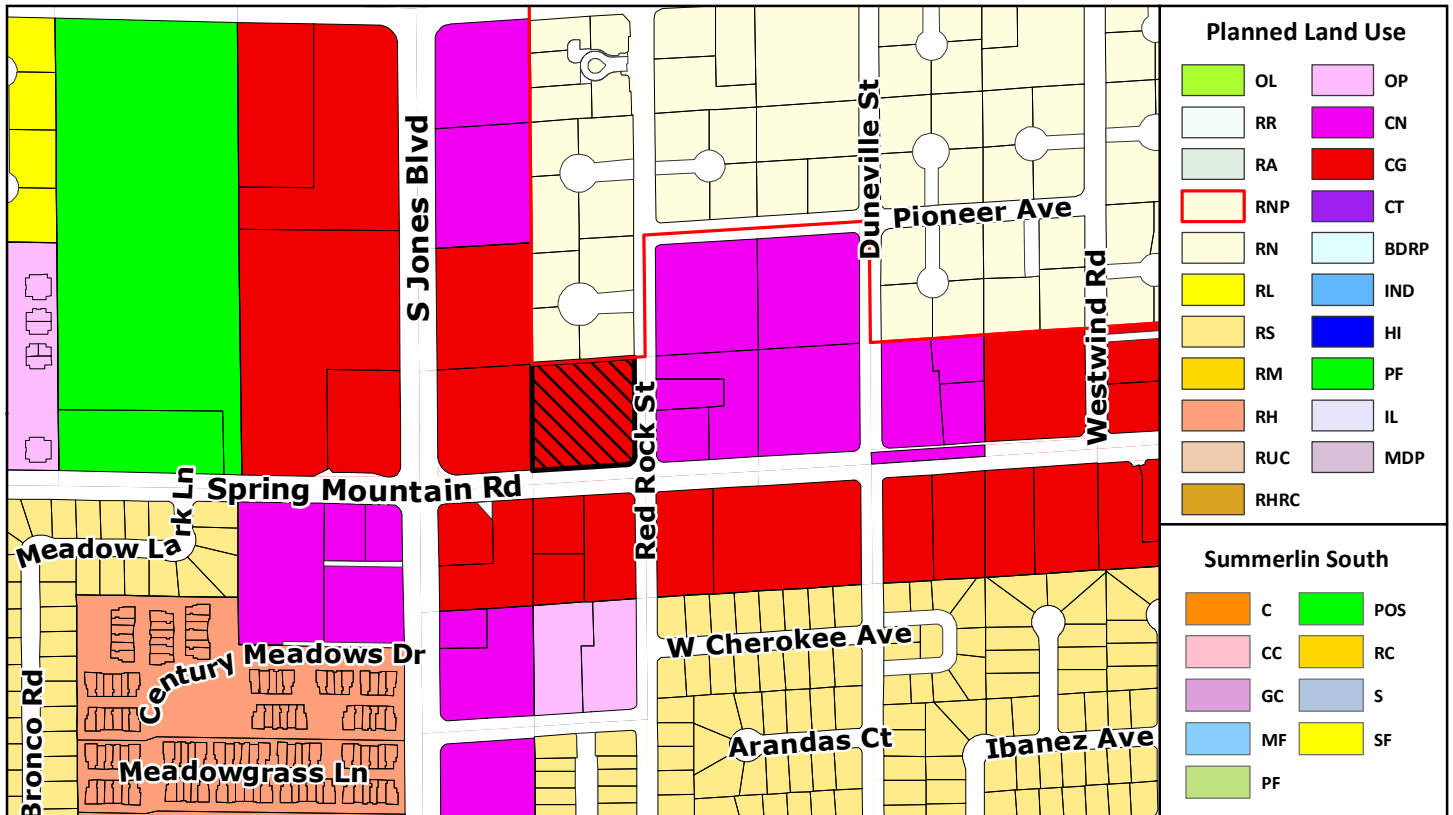 S Jones Blvd
Duneville St
Pioneer Ave
Westwind Rd
Red Rock St
Spring Mountain Rd
Meadow Lark Ln
W Cherokee Ave
Century Meadows Dr
Bronco Rd
Arandas Ct
Ibanez Ave
Meadowgrass Ln
Planned Land Use
OL
OP
RR
CN
RA
CG
RNP
CT
RN
BDRP
RL
IND
RS
HI
RM
PF
RH
IL
RUC
MDP
RHRC
Summerlin South
C
POS
CC
RC
GC
S
MF
SF
PF